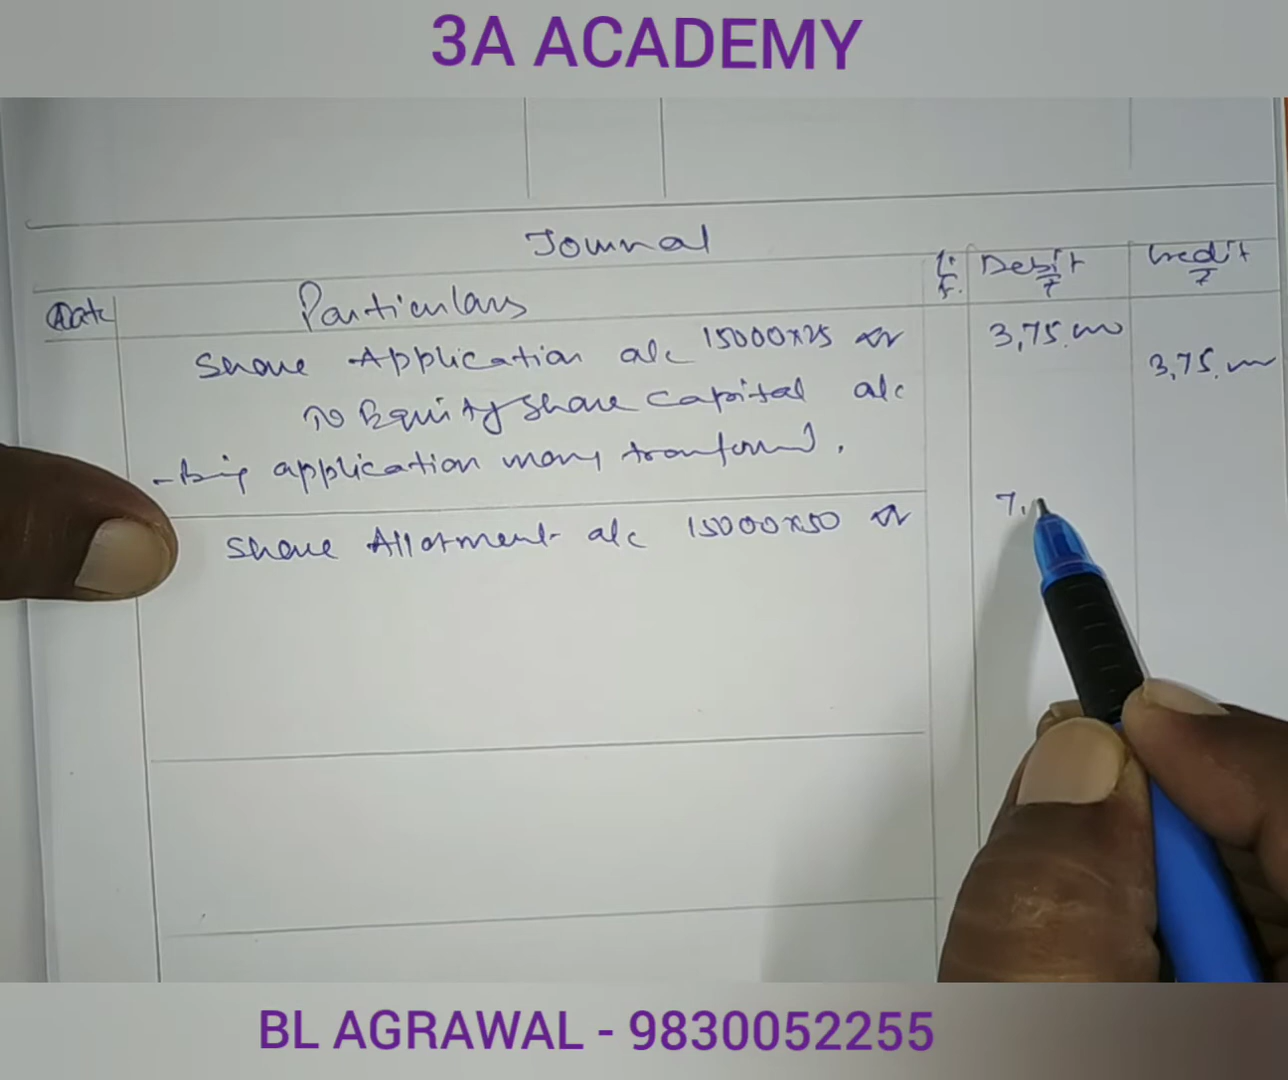 3A ACADEMY
Journal
Date Particulars L.F. Debit ₹ Credit ₹
Share Application a/c 15000x25 Dr 3,75,000
To Equity Share Capital a/c 3,75,000
- Being application money transferred.
Share Allotment a/c 15000x50 Dr 7,
BL AGRAWAL - 9830052255